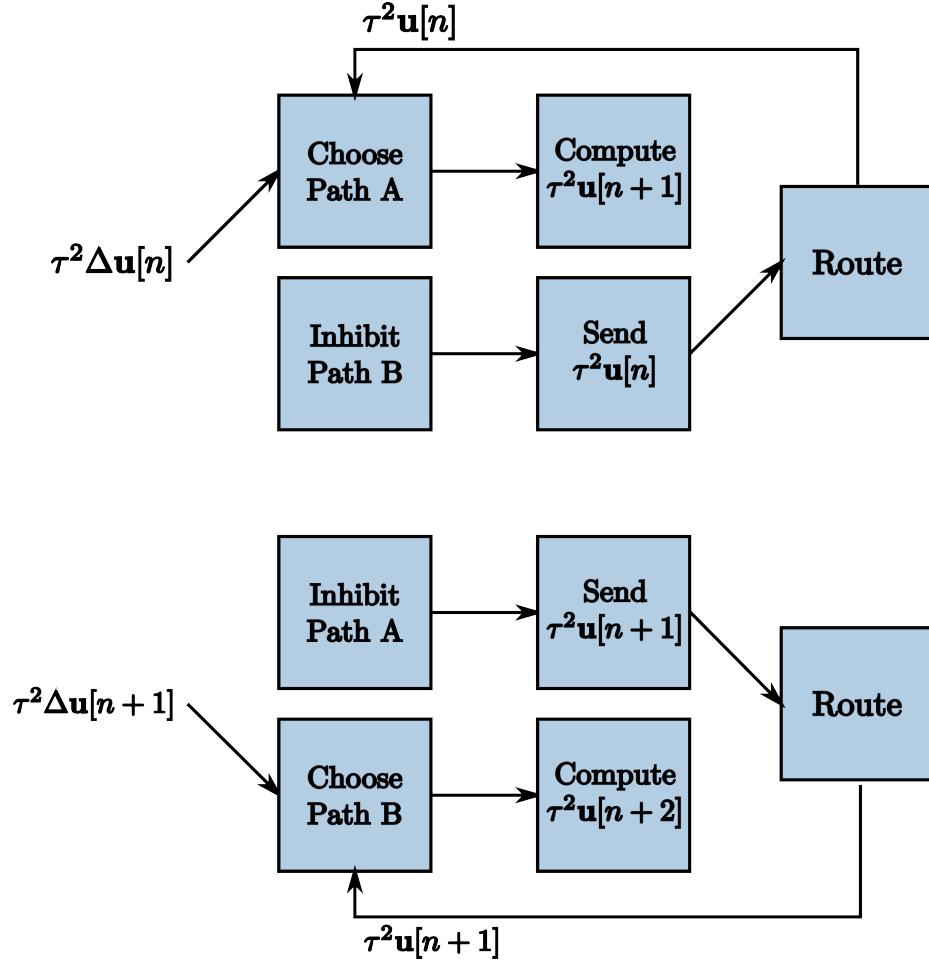 τ²u[n]
Choose
Path A
Compute
τ²u[n + 1]
τ²Δu[n]
Route
Inhibit
Path B
Send
τ²u[n]
Inhibit
Path A
Send
τ²u[n + 1]
τ²Δu[n + 1]
Route
Choose
Path B
Compute
τ²u[n + 2]
τ²u[n + 1]